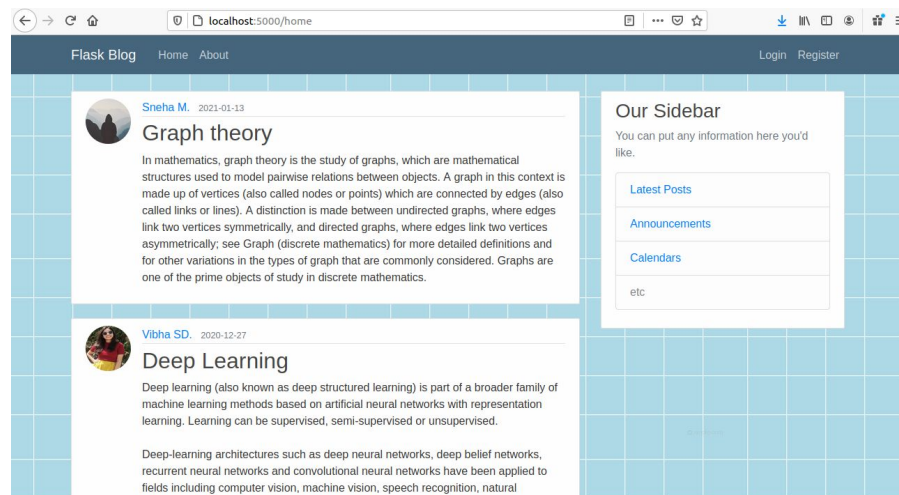 localhost:5000/home
Flask Blog Home About Login Register
Sneha M. 2021-01-13
Graph theory
In mathematics, graph theory is the study of graphs, which are mathematical
structures used to model pairwise relations between objects. A graph in this context is
made up of vertices (also called nodes or points) which are connected by edges (also
called links or lines). A distinction is made between undirected graphs, where edges
link two vertices symmetrically, and directed graphs, where edges link two vertices
asymmetrically; see Graph (discrete mathematics) for more detailed definitions and
for other variations in the types of graph that are commonly considered. Graphs are
one of the prime objects of study in discrete mathematics.
Vibha SD. 2020-12-27
Deep Learning
Deep learning (also known as deep structured learning) is part of a broader family of
machine learning methods based on artificial neural networks with representation
learning. Learning can be supervised, semi-supervised or unsupervised.
Deep-learning architectures such as deep neural networks, deep belief networks,
recurrent neural networks and convolutional neural networks have been applied to
fields including computer vision, machine vision, speech recognition, natural
Our Sidebar
You can put any information here you'd
like.
Latest Posts
Announcements
Calendars
etc